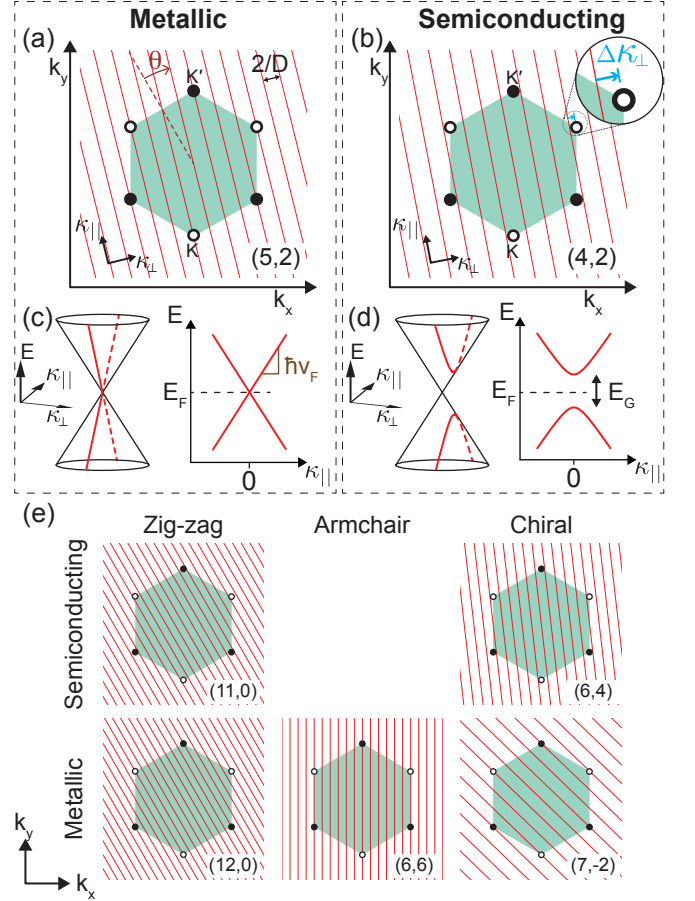 Metallic
Semiconducting
(a)
k_y
θ
2/D
K'
K
κ_||
κ_⊥
(5,2)
k_x
(b)
k_y
Δκ_⊥
K'
K
κ_||
κ_⊥
(4,2)
k_x
(c)
E
κ_||
κ_⊥
E
E_F
ħv_F
0
κ_||
(d)
E
κ_||
κ_⊥
E
E_F
E_G
0
κ_||
(e)
Zig-zag
Armchair
Chiral
Semiconducting
(11,0)
(6,4)
Metallic
(12,0)
(6,6)
(7,-2)
k_y
k_x